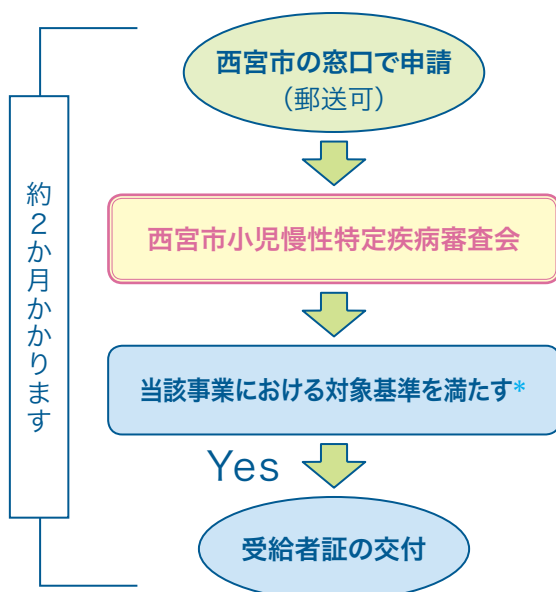 西宮市の窓口で申請
（郵送可）
約２か月かかります
西宮市小児慢性特定疾病審査会
当該事業における対象基準を満たす*
Yes
受給者証の交付